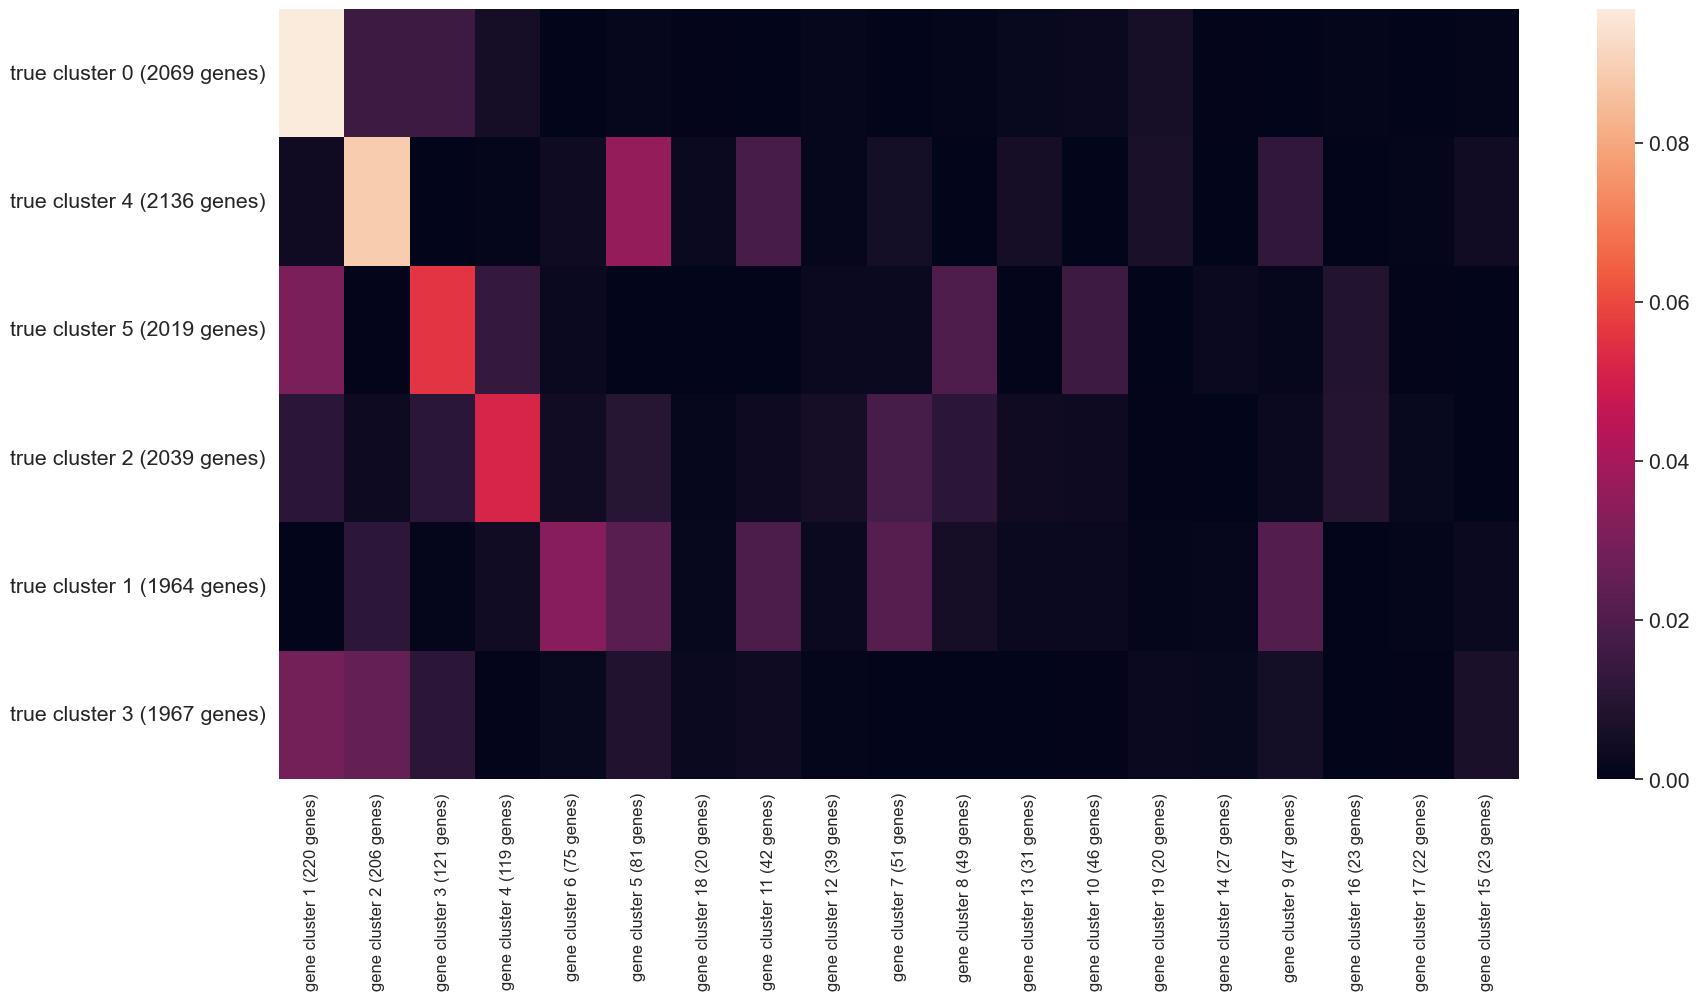 true cluster 0 (2069 genes)
true cluster 4 (2136 genes)
true cluster 5 (2019 genes)
true cluster 2 (2039 genes)
true cluster 1 (1964 genes)
true cluster 3 (1967 genes)
gene cluster 1 (220 genes)
gene cluster 2 (206 genes)
gene cluster 3 (121 genes)
gene cluster 4 (119 genes)
gene cluster 6 (75 genes)
gene cluster 5 (81 genes)
gene cluster 18 (20 genes)
gene cluster 11 (42 genes)
gene cluster 12 (39 genes)
gene cluster 7 (51 genes)
gene cluster 8 (49 genes)
gene cluster 13 (31 genes)
gene cluster 10 (46 genes)
gene cluster 19 (20 genes)
gene cluster 14 (27 genes)
gene cluster 9 (47 genes)
gene cluster 16 (23 genes)
gene cluster 17 (22 genes)
gene cluster 15 (23 genes)
0.08
0.06
0.04
0.02
0.00